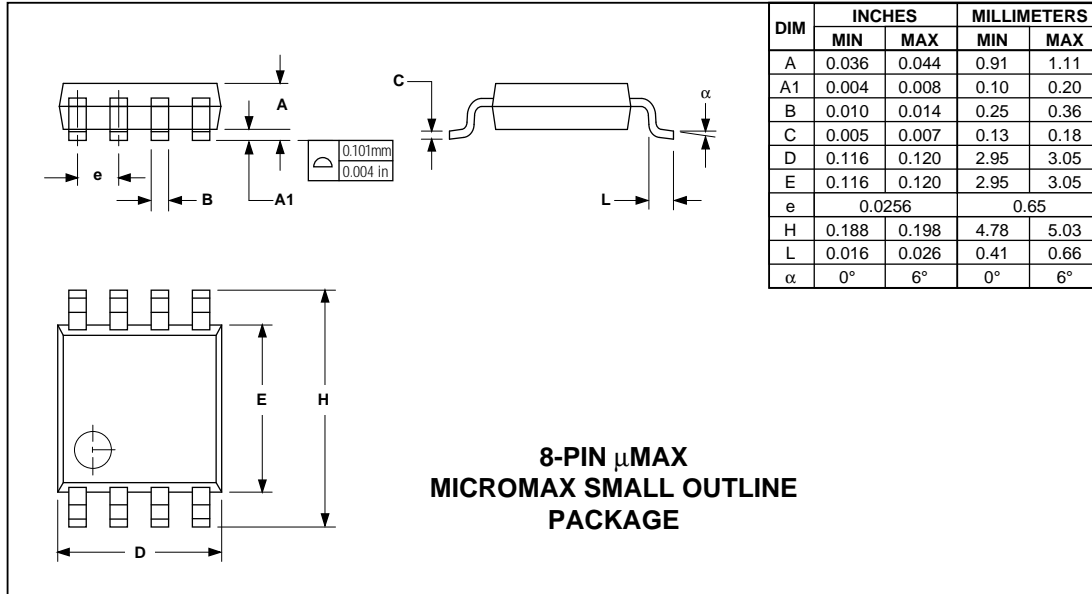 C
A
α
0.101mm
0.004 in
e
B
A1
L
DIM INCHES MILLIMETERS
MIN MAX MIN MAX
A 0.036 0.044 0.91 1.11
A1 0.004 0.008 0.10 0.20
B 0.010 0.014 0.25 0.36
C 0.005 0.007 0.13 0.18
D 0.116 0.120 2.95 3.05
E 0.116 0.120 2.95 3.05
e 0.0256 0.65
H 0.188 0.198 4.78 5.03
L 0.016 0.026 0.41 0.66
α 0° 6° 0° 6°
E
H
D
8-PIN µMAX
MICROMAX SMALL OUTLINE
PACKAGE